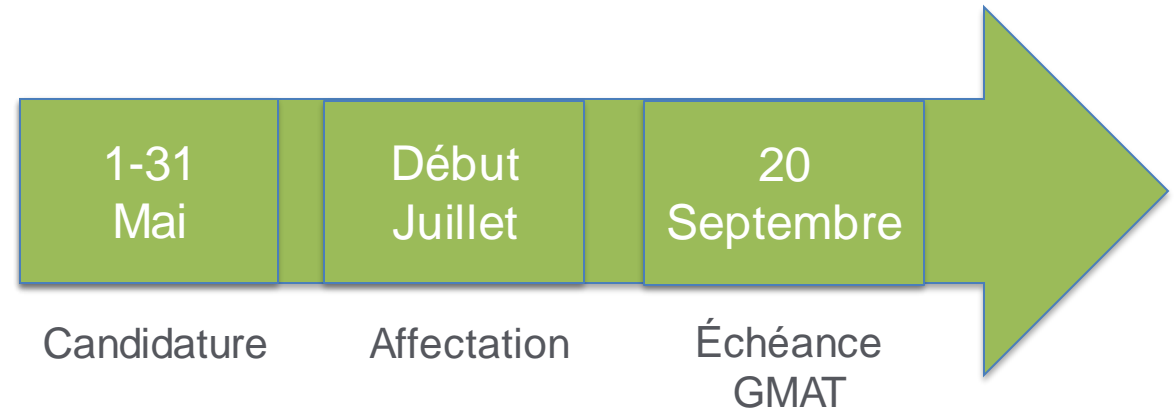 1-31
Mai
Début
Juillet
20
Septembre
Candidature
Affectation
Échéance
GMAT